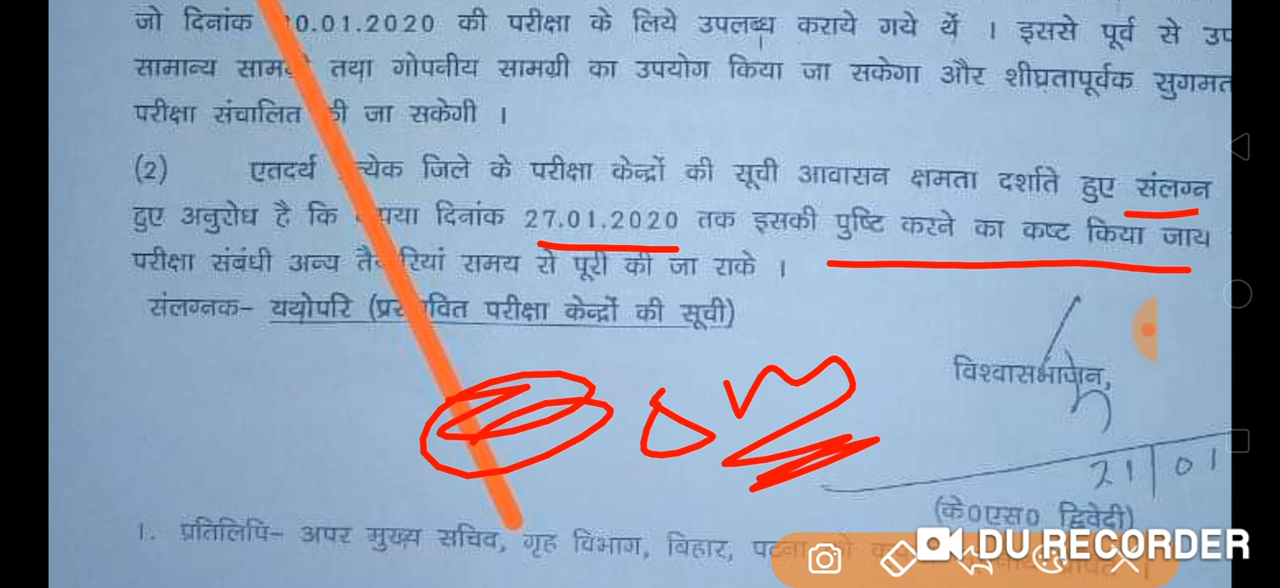 जो दिनांक 0.01.2020 की परीक्षा के लिये उपलब्ध कराये गये थें । इससे पूर्व से उप
सामान्य तथा गोपनीय सामग्री का उपयोग किया जा सकेगा और शीघ्रतापूर्वक सुगमत
परीक्षा संचालित की जा सकेगी ।
(2) एतदर्थ जिले के परीक्षा केन्द्रों की सूची आवासन क्षमता दर्शाते हुए संलग्न
हुए अनुरोध है कि दिनांक 27.01.2020 तक इसकी पुष्टि करने का कष्ट किया जाय
परीक्षा संबंधी अन्य समय से पूरी की जा सके ।
संलग्नक- यथोपरि (परीक्षा केन्द्रों की सूची)
विश्वासभाजन,
21/01
(के0एस0 द्विवेदी)
1. प्रतिलिपि- अपर मुख्य सचिव, गृह विभाग, बिहार,
DU RECORDER